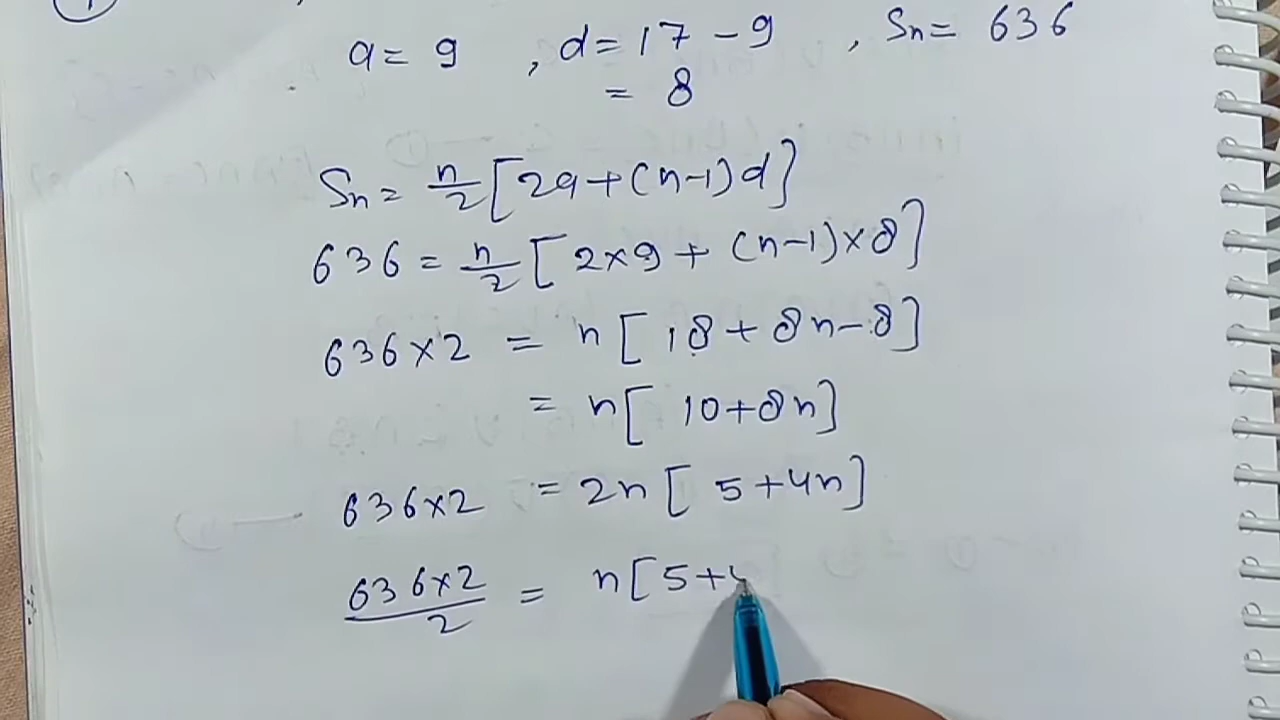 a = 9 , d = 17 - 9 , Sn = 636
= 8
Sn = n/2 [2a + (n-1)d]
636 = n/2 [2×9 + (n-1)×8]
636×2 = n[18 + 8n - 8]
= n[10 + 8n]
636×2 = 2n[5 + 4n]
636×2/2 = n[5 + 4